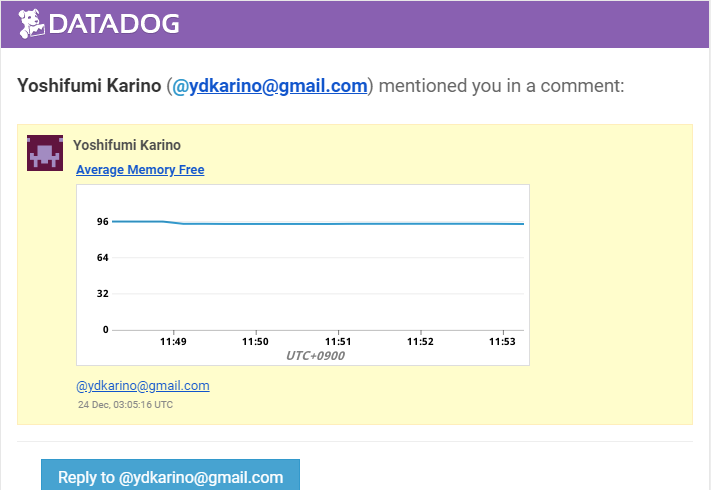 DATADOG
Yoshifumi Karino (@ydkarino@gmail.com) mentioned you in a comment:
Yoshifumi Karino
Average Memory Free
96
64
32
0
11:49 11:50 11:51 11:52 11:53
UTC+0900
@ydkarino@gmail.com
24 Dec, 03:05:16 UTC
Reply to @ydkarino@gmail.com